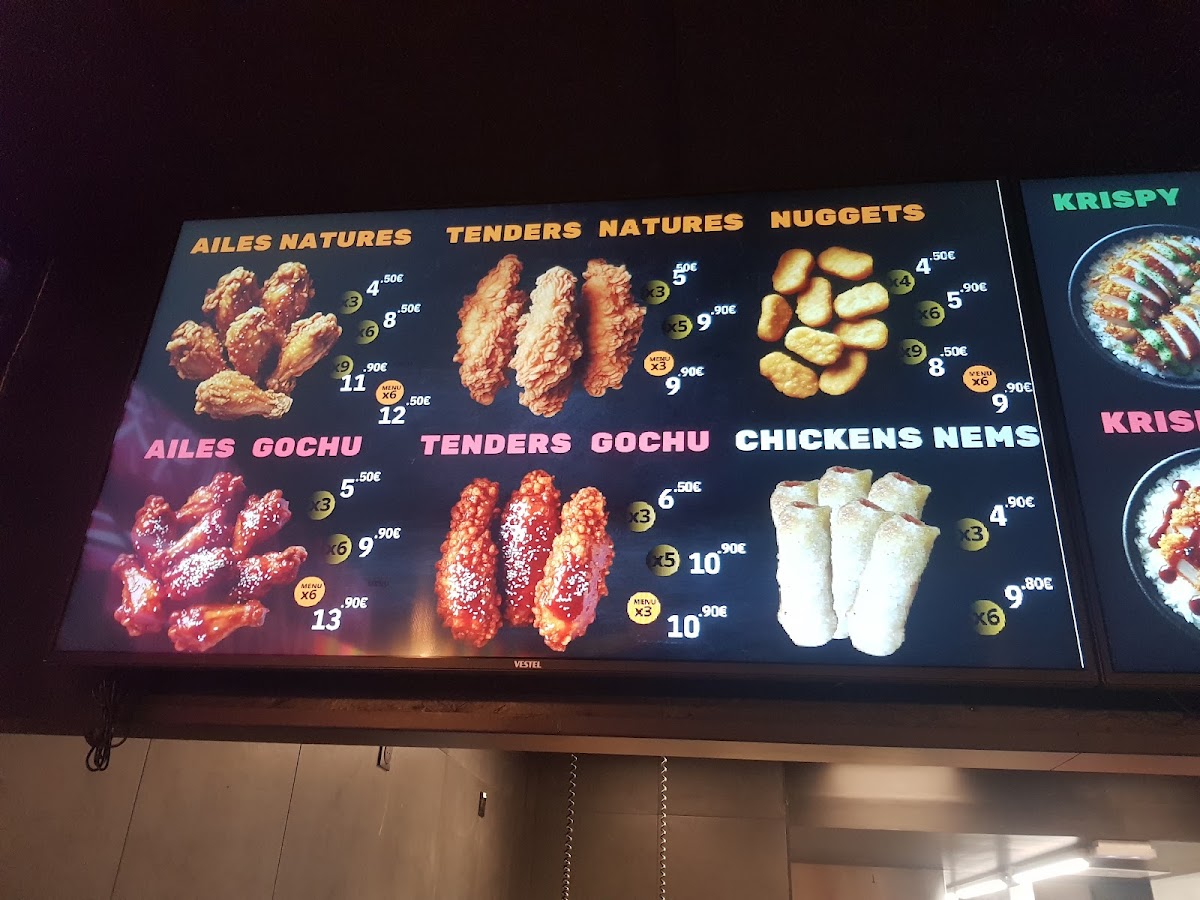 AILES NATURES
x3 4.50€
x6 8.50€
x9 11.90€
MENU x6 12.50€
TENDERS NATURES
x3 5.50€
x5 9.90€
MENU x3 9.90€
NUGGETS
x4 4.50€
x6 5.90€
x9 8.50€
MENU x6 9.90€
AILES GOCHU
x3 5.50€
x6 9.90€
MENU x6 13.90€
TENDERS GOCHU
x3 6.50€
x5 10.90€
MENU x3 10.90€
CHICKENS NEMS
x3 4.90€
x6 9.80€
KRISPY
VESTEL